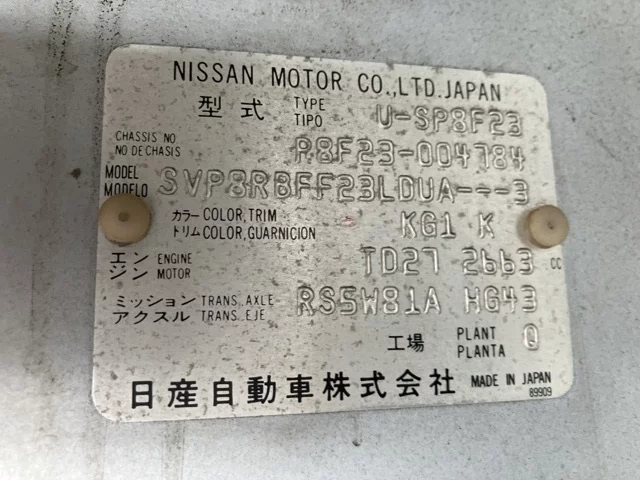 NISSAN MOTOR CO.,LTD.JAPAN
型式 TYPE TIPO U-SP8F23
CHASSIS NO NO DE CHASIS P8F23-004784
MODEL MODELO SVP8RBFF23LDUA---3
カラー COLOR,TRIM
トリム COLOR,GUARNICION KG1 K
エンジン ENGINE MOTOR TD27 2663 CC
ミッション TRANS.AXLE
アクスル TRANS.EJE RS5W81A HG43
工場 PLANT PLANTA Q
日産自動車株式会社 MADE IN JAPAN
89909